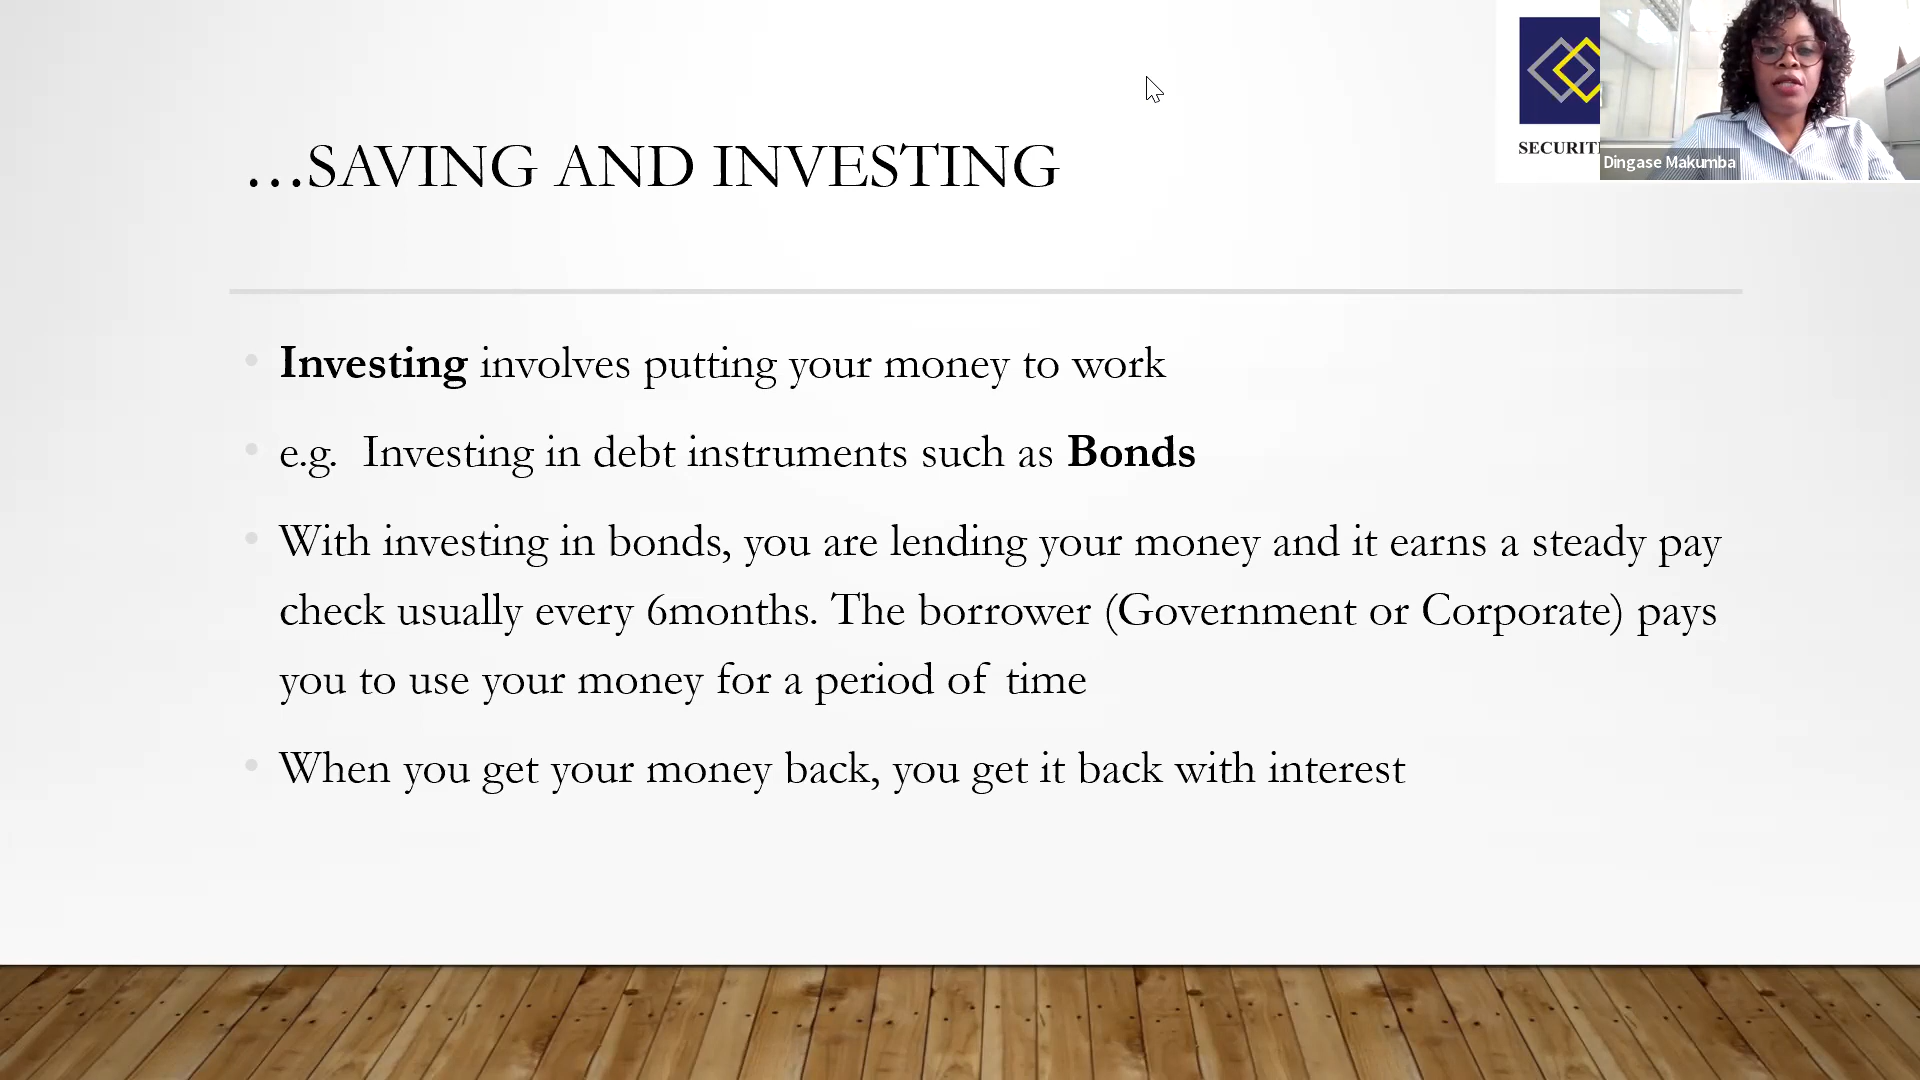 …SAVING AND INVESTING
SECURITI
Dingase Makumba
• Investing involves putting your money to work
• e.g. Investing in debt instruments such as Bonds
• With investing in bonds, you are lending your money and it earns a steady pay
check usually every 6months. The borrower (Government or Corporate) pays
you to use your money for a period of time
• When you get your money back, you get it back with interest